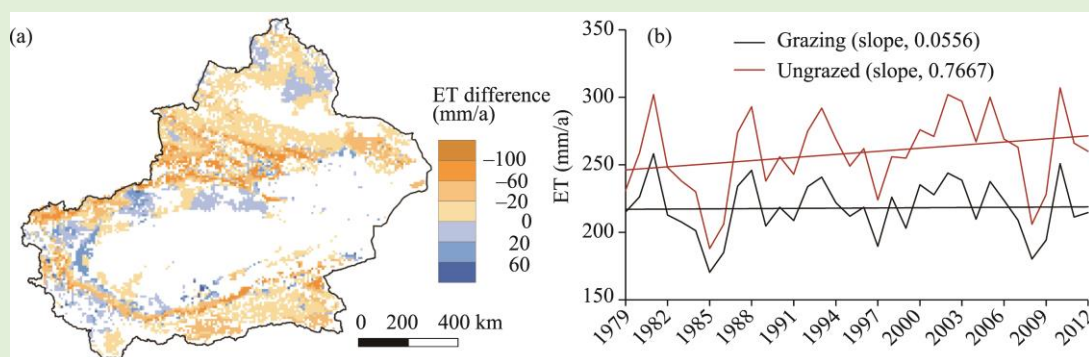 (a)
ET difference
(mm/a)
–100
–60
–20
0
20
60
0 200 400 km
(b)
Grazing (slope, 0.0556)
Ungrazed (slope, 0.7667)
ET (mm/a)
350
300
250
200
150
1979
1982
1985
1988
1991
1994
1997
2000
2003
2006
2009
2012